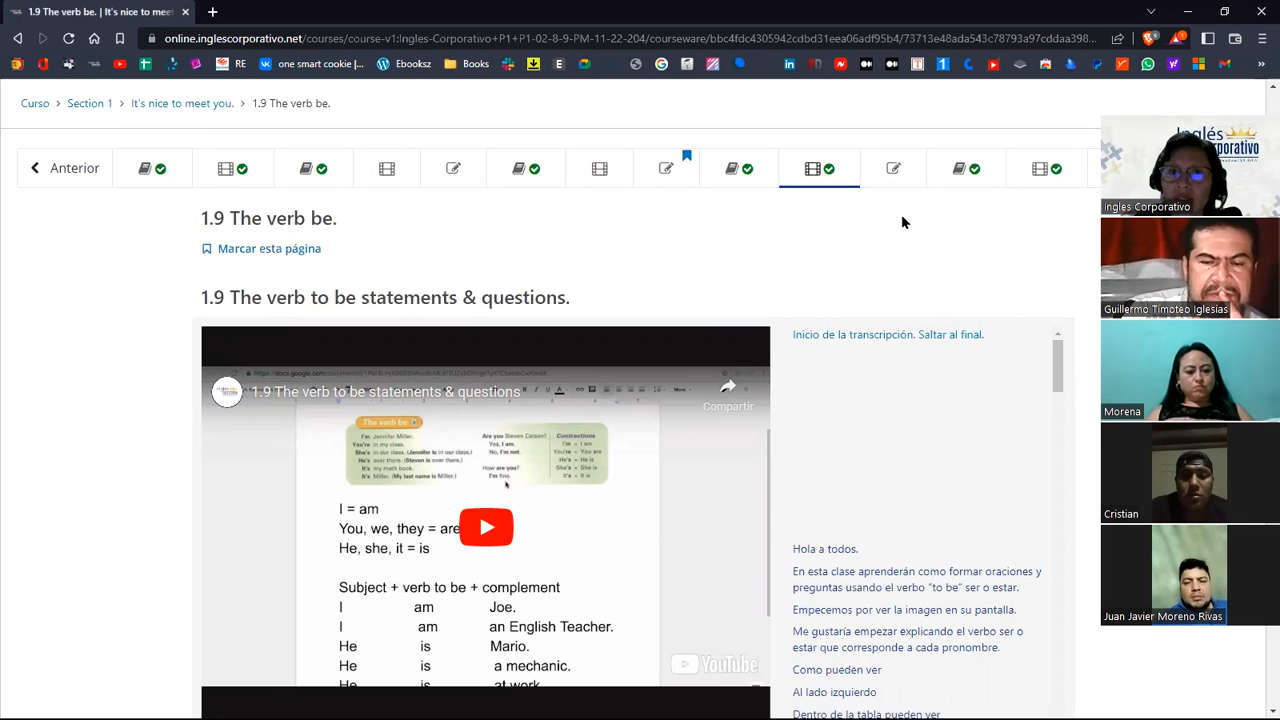 1.9 The verb be. | It's nice to meet
online.inglescorporativo.net/courses/course-v1:Ingles-Corporativo+P1+P1-02-8-9-PM-11-22-204/courseware/bbc4fdc4305942cdbd31eea06adf95b4/73713e48adab543c78793a97cddaa398...
YT
RE
one smart cookie |...
Ebooksz
Books
Curso > Section 1 > It's nice to meet you. > 1.9 The verb be.
Anterior
1.9 The verb be.
Marcar esta página
1.9 The verb to be statements & questions.
1.9 The verb to be statements & questions
Compartir
The verb be
I'm Jennifer Miller.
You're in my class.
She's in our class. (Jennifer is in our class.)
He's over there. (Steven is over there.)
It's my math book.
It's Miller. (My last name is Miller.)
Are you Steven Carson?
Yes, I am.
No, I'm not.
How are you?
I'm fine.
Contractions
I'm = I am
You're = You are
He's = He is
She's = She is
It's = It is
I = am
You, we, they = are
He, she, it = is
Subject + verb to be + complement
I am Joe.
I am an English Teacher.
He is Mario.
He is a mechanic.
He is at work
YouTube
Inicio de la transcripción. Saltar al final.
Hola a todos.
En esta clase aprenderán como formar oraciones y
preguntas usando el verbo "to be" ser o estar.
Empecemos por ver la imagen en su pantalla.
Me gustaría empezar explicando el verbo ser o
estar que corresponde a cada pronombre.
Como pueden ver
Al lado izquierdo
Dentro de la tabla pueden ver
Inglés
Corporativo
Ingles Corporativo
Guillermo Timoteo Iglesias
Morena
Cristian
Juan Javier Moreno Rivas